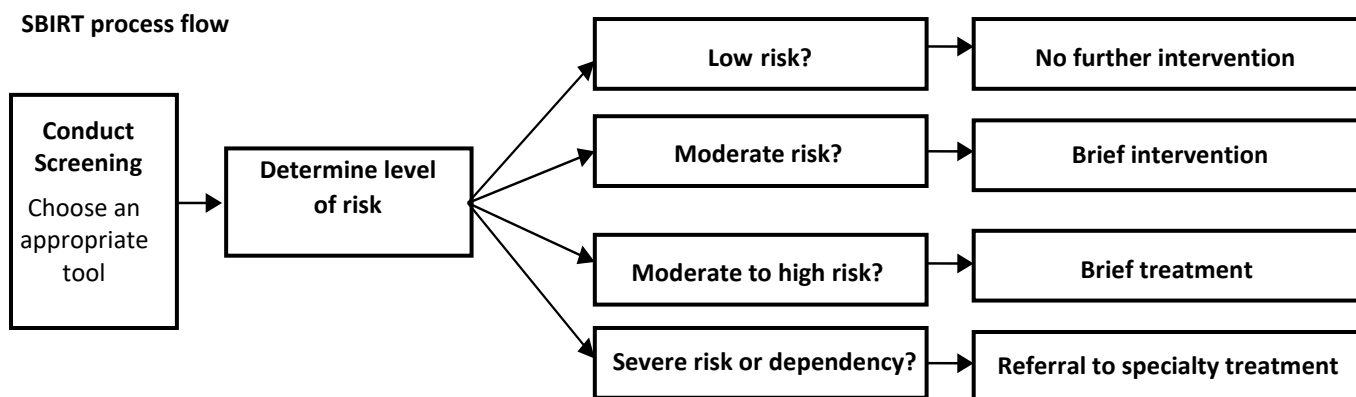 SBIRT process flow
Conduct
Screening
Choose an
appropriate
tool
Determine level
of risk
Low risk?
No further intervention
Moderate risk?
Brief intervention
Moderate to high risk?
Brief treatment
Severe risk or dependency?
Referral to specialty treatment